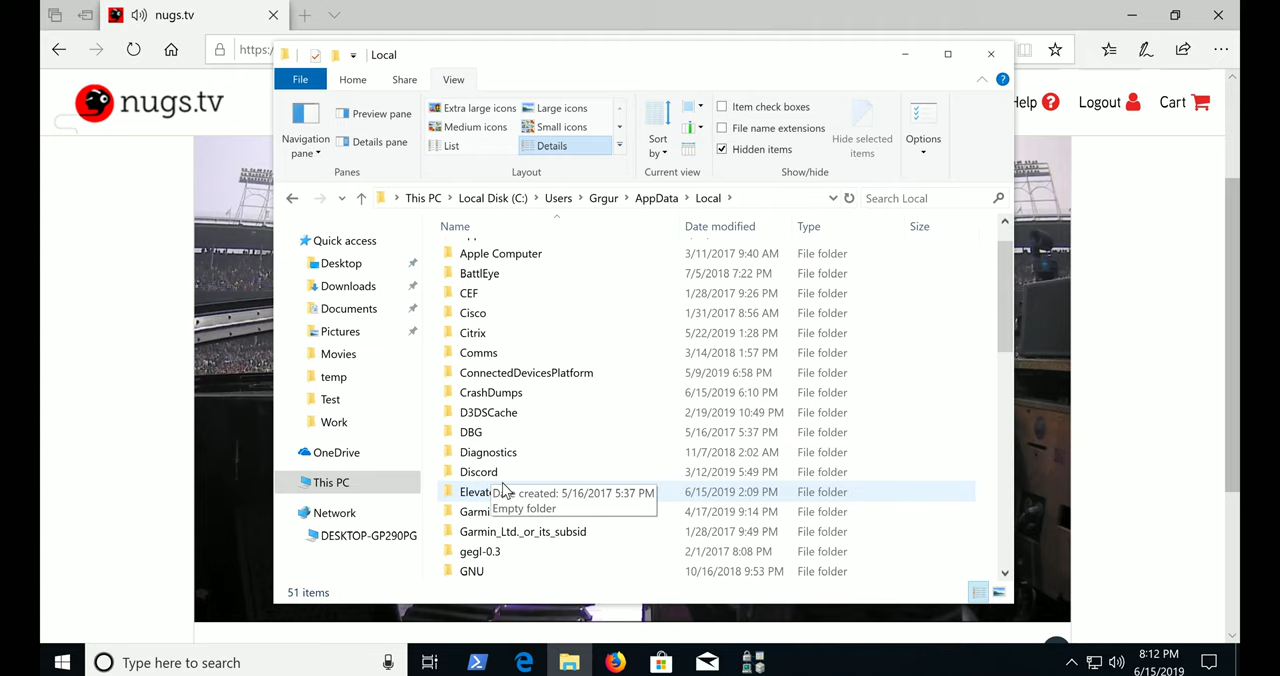 nugs.tv
https:/
Local
File
Home
Share
View
Navigation
pane
Preview pane
Details pane
Panes
Extra large icons
Large icons
Medium icons
Small icons
List
Details
Layout
Sort
by
Current view
Item check boxes
File name extensions
Hidden items
Hide selected
items
Show/hide
Options
nugs.tv
Help
Logout
Cart
This PC > Local Disk (C:) > Users > Grgur > AppData > Local >
Search Local
Quick access
Desktop
Downloads
Documents
Pictures
Movies
temp
Test
Work
OneDrive
This PC
Network
DESKTOP-GP290PG
Name Date modified Type Size
Apple Computer 3/11/2017 9:40 AM File folder
BattlEye 7/5/2018 7:22 PM File folder
CEF 1/28/2017 9:26 PM File folder
Cisco 1/31/2017 8:56 AM File folder
Citrix 5/22/2019 1:28 PM File folder
Comms 3/14/2018 1:57 PM File folder
ConnectedDevicesPlatform 5/9/2019 6:58 PM File folder
CrashDumps 6/15/2019 6:10 PM File folder
D3DSCache 2/19/2019 10:49 PM File folder
DBG 5/16/2017 5:37 PM File folder
Diagnostics 11/7/2018 2:02 AM File folder
Discord 3/12/2019 5:49 PM File folder
Elevate 6/15/2019 2:09 PM File folder
Date created: 5/16/2017 5:37 PM
Empty folder
Garmi 4/17/2019 9:14 PM File folder
Garmin_Ltd._or_its_subsid 1/28/2017 9:49 PM File folder
gegl-0.3 2/1/2017 8:08 PM File folder
GNU 10/16/2018 9:53 PM File folder
51 items
Type here to search
8:12 PM
6/15/2019